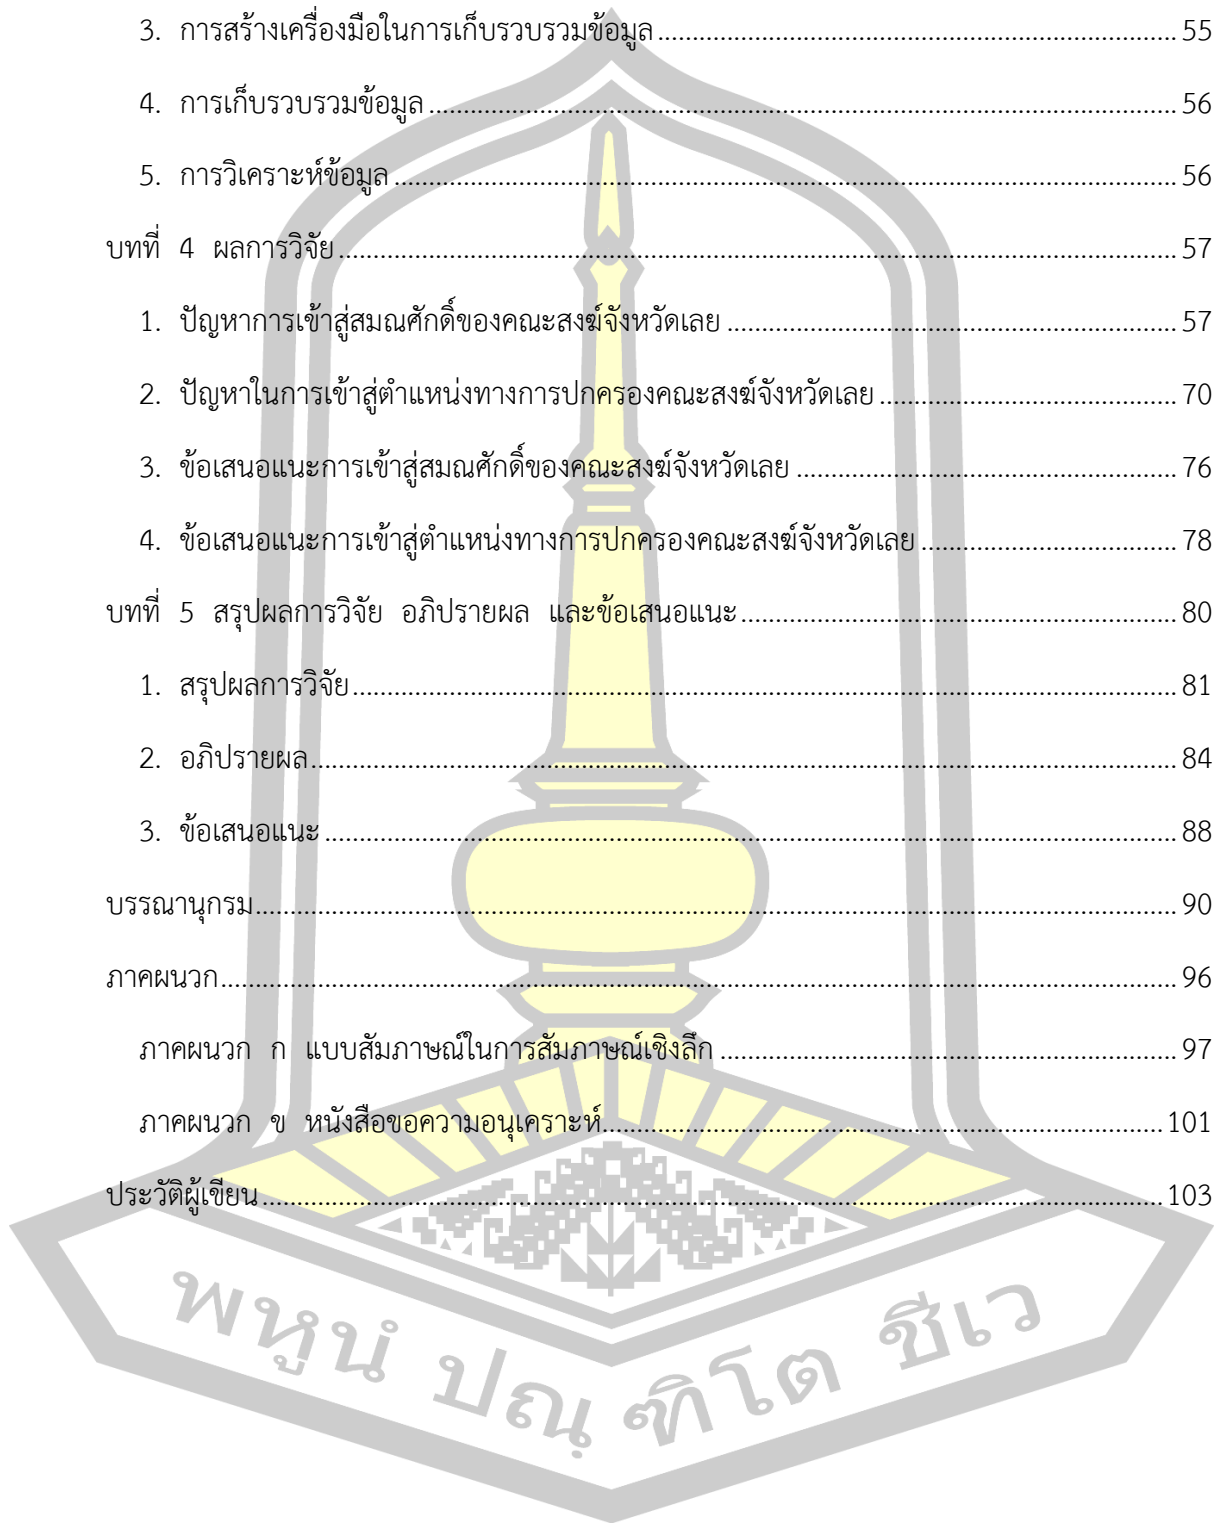 3. การสร้างเครื่องมือในการเก็บรวบรวมข้อมูล ........ 55
4. การเก็บรวบรวมข้อมูล ........ 56
5. การวิเคราะห์ข้อมูล ........ 56
บทที่ 4 ผลการวิจัย ........ 57
1. ปัญหาการเข้าสู่สมณศักดิ์ของคณะสงฆ์จังหวัดเลย ........ 57
2. ปัญหาในการเข้าสู่ตำแหน่งทางการปกครองคณะสงฆ์จังหวัดเลย ........ 70
3. ข้อเสนอแนะการเข้าสู่สมณศักดิ์ของคณะสงฆ์จังหวัดเลย ........ 76
4. ข้อเสนอแนะการเข้าสู่ตำแหน่งทางการปกครองคณะสงฆ์จังหวัดเลย ........ 78
บทที่ 5 สรุปผลการวิจัย อภิปรายผล และข้อเสนอแนะ ........ 80
1. สรุปผลการวิจัย ........ 81
2. อภิปรายผล ........ 84
3. ข้อเสนอแนะ ........ 88
บรรณานุกรม ........ 90
ภาคผนวก ........ 96
ภาคผนวก ก แบบสัมภาษณ์ในการสัมภาษณ์เชิงลึก ........ 97
ภาคผนวก ข หนังสือขอความอนุเคราะห์ ........ 101
ประวัติผู้เขียน ........ 103
พหูนํ ปณฺฑิโต ชีเว